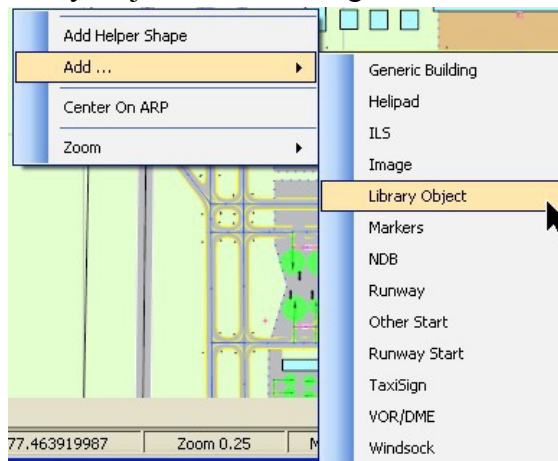 Add Helper Shape
Add ...
Center On ARP
Zoom
Generic Building
Helipad
ILS
Image
Library Object
Markers
NDB
Runway
Other Start
Runway Start
TaxiSign
VOR/DME
Windsock
77.463919987
Zoom 0.25